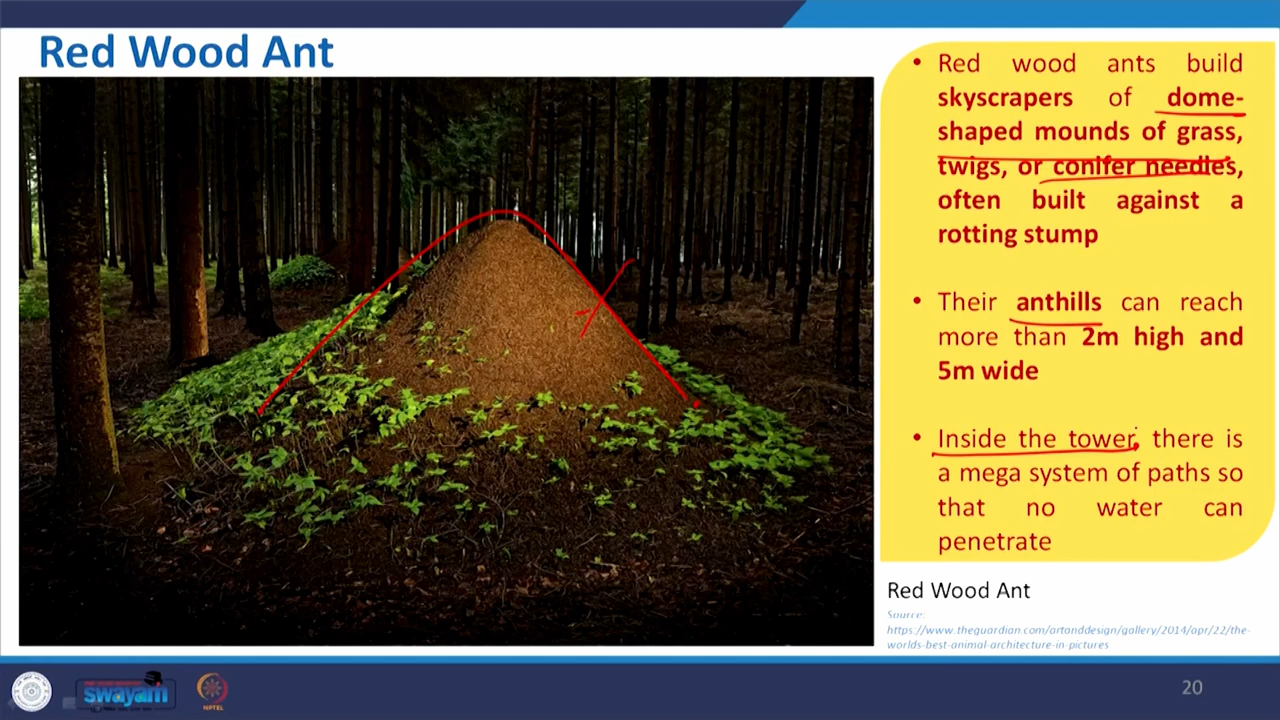 Red Wood Ant
• Red wood ants build
skyscrapers of dome-
shaped mounds of grass,
twigs, or conifer needles,
often built against a
rotting stump
• Their anthills can reach
more than 2m high and
5m wide
• Inside the tower, there is
a mega system of paths so
that no water can
penetrate
Red Wood Ant
Source:
https://www.theguardian.com/artanddesign/gallery/2014/apr/22/the-
worlds-best-animal-architecture-in-pictures
swayam
NPTEL
20